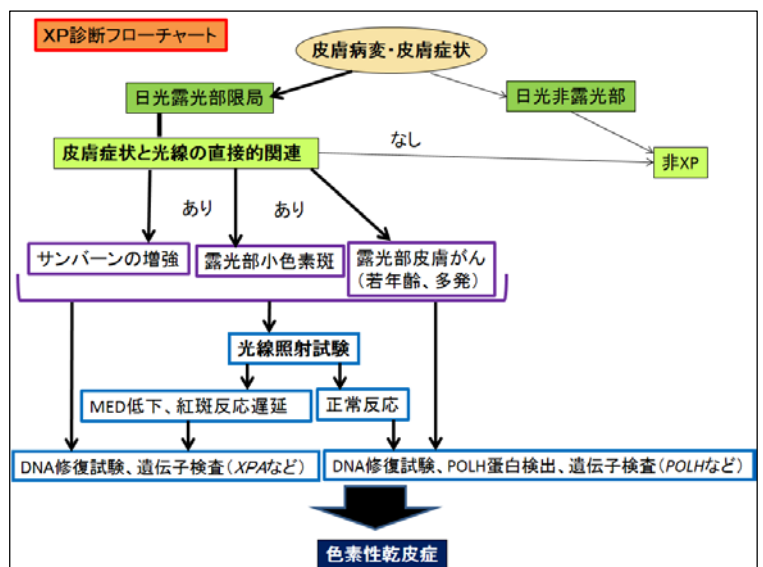 XP診断フローチャート
皮膚病変・皮膚症状
日光露光部限局
日光非露光部
皮膚症状と光線の直接的関連
なし
非XP
あり
あり
サンバーンの増強
露光部小色素斑
露光部皮膚がん
(若年齢、多発)
光線照射試験
MED低下、紅斑反応遅延
正常反応
DNA修復試験、遺伝子検査(XPAなど)
DNA修復試験、POLH蛋白検出、遺伝子検査(POLHなど)
色素性乾皮症